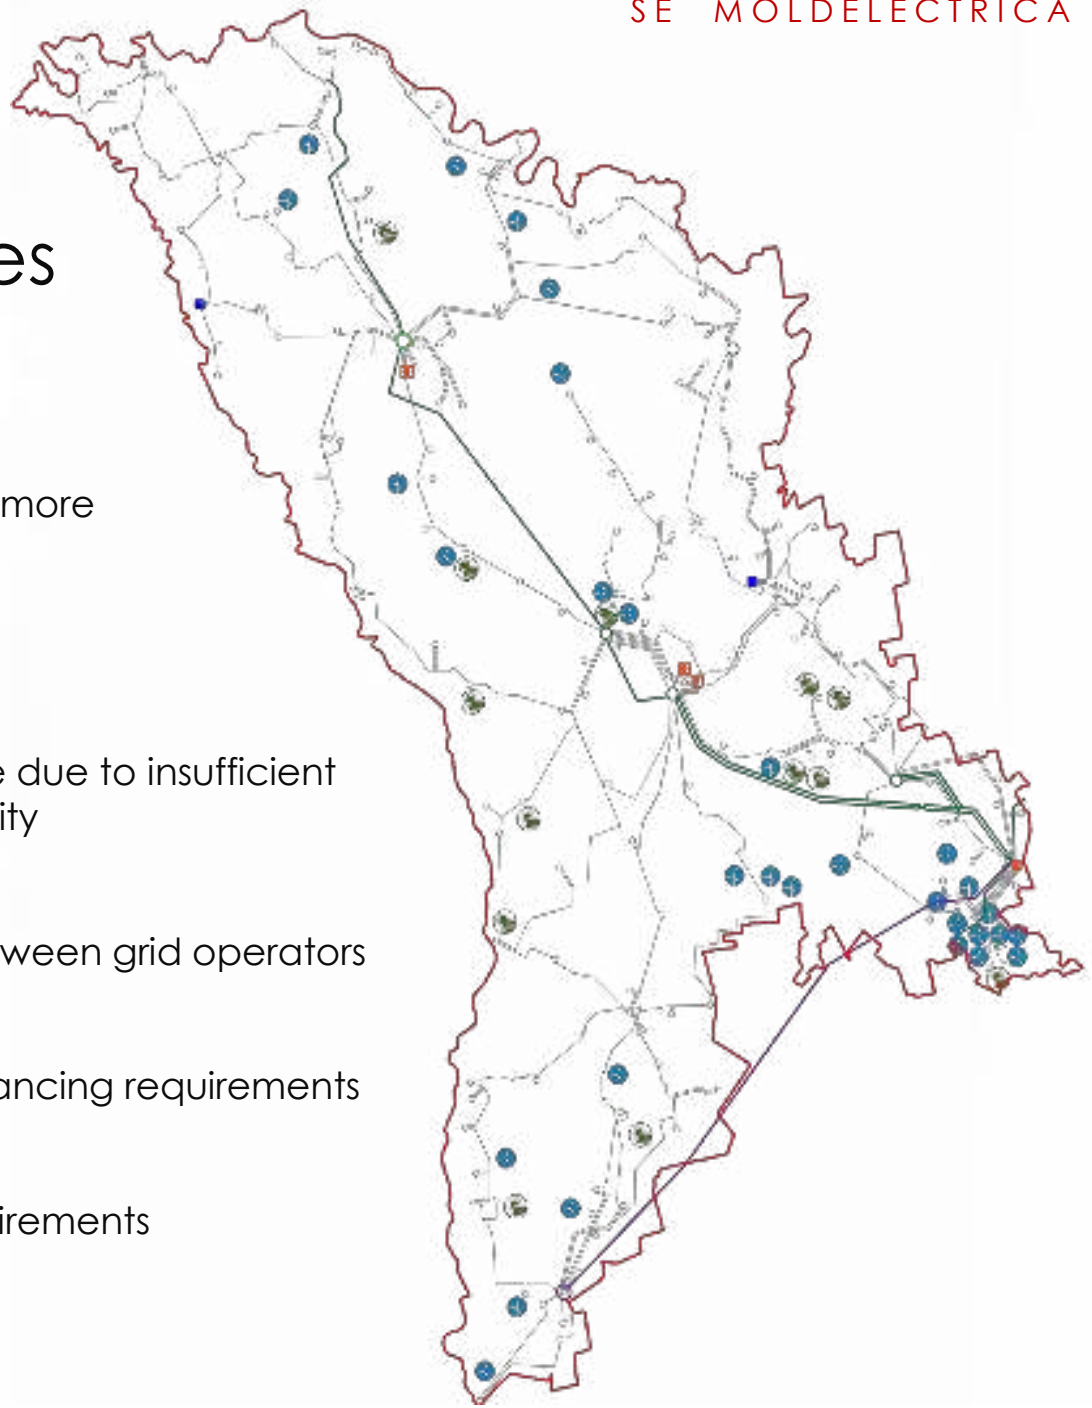 SE MOLDELECTRICA
es
more
e due to insufficient
ity
ween grid operators
ancing requirements
irements